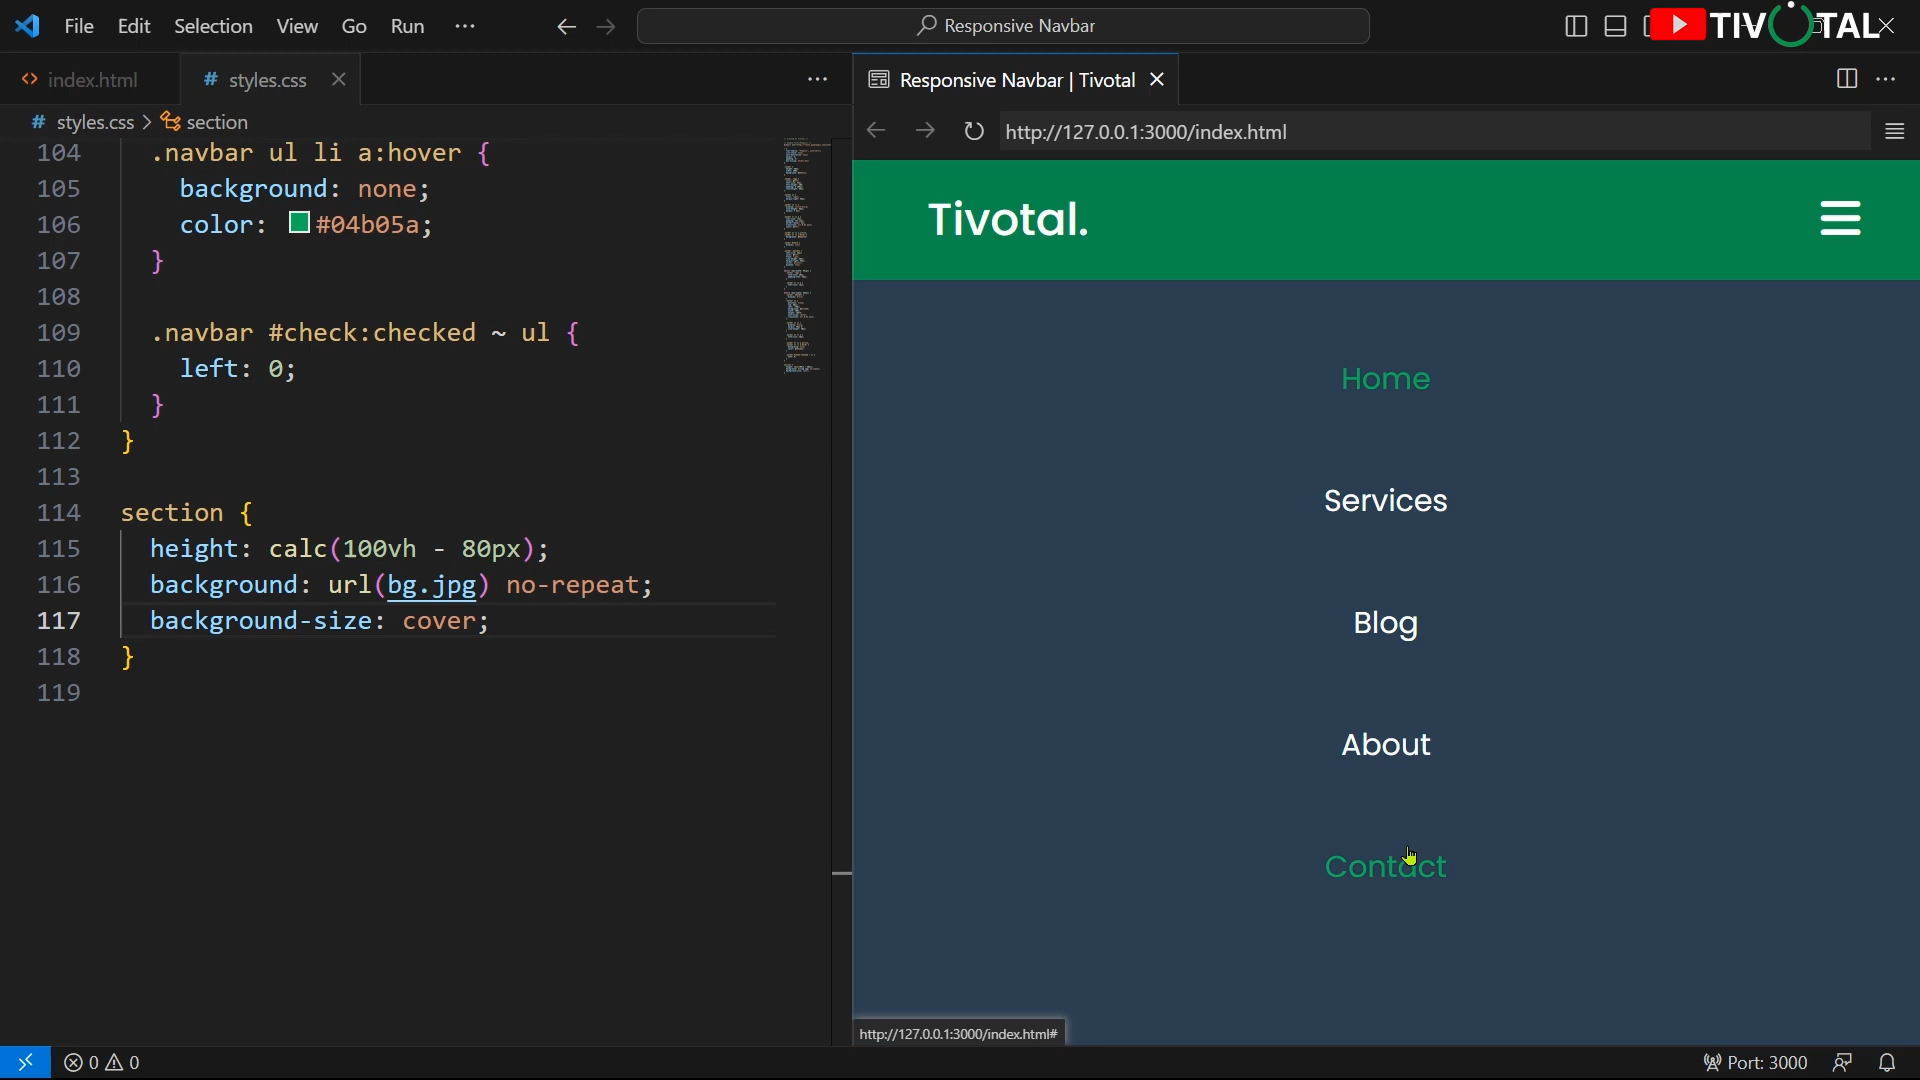 File Edit Selection View Go Run ··· Responsive Navbar TIVOTAL
index.html # styles.css
# styles.css > section
104 .navbar ul li a:hover {
105 background: none;
106 color: #04b05a;
107 }
108
109 .navbar #check:checked ~ ul {
110 left: 0;
111 }
112 }
113
114 section {
115 height: calc(100vh - 80px);
116 background: url(bg.jpg) no-repeat;
117 background-size: cover;
118 }
119
Responsive Navbar | Tivotal
http://127.0.0.1:3000/index.html
Tivotal.
Home
Services
Blog
About
Contact
http://127.0.0.1:3000/index.html#
0 0 Port: 3000